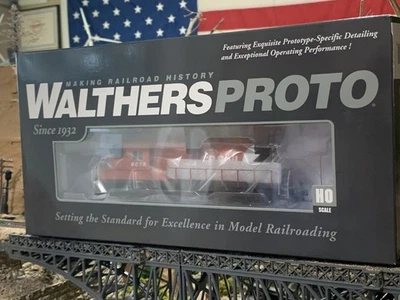 Featuring Exquisite Prototype-Specific Detailing
and Exceptional Operating Performance !
MAKING RAILROAD HISTORY
WALTHERSPROTO®
Since 1932
HO
SCALE
Setting the Standard for Excellence in Model Railroading